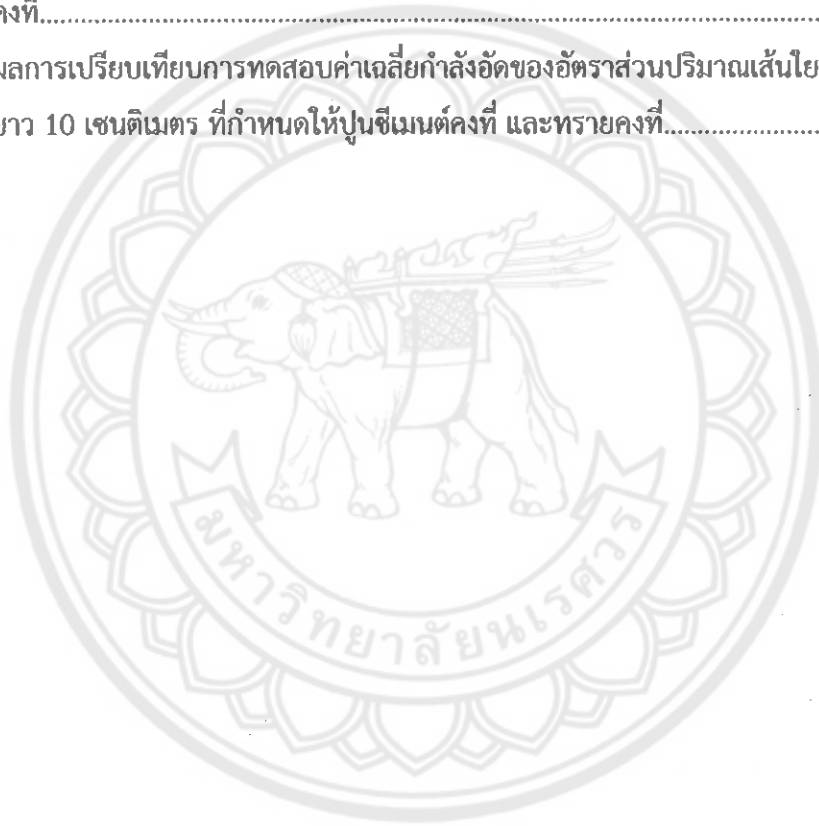 คงที่
ผลการเปรียบเทียบการทดสอบค่าเฉลี่ยกำลังอัดของอัตราส่วนปริมาณเส้นใย
ยาว 10 เซนติเมตร ที่กำหนดให้ปูนซีเมนต์คงที่ และทรายคงที่
มหาวิทยาลัยนเรศวร